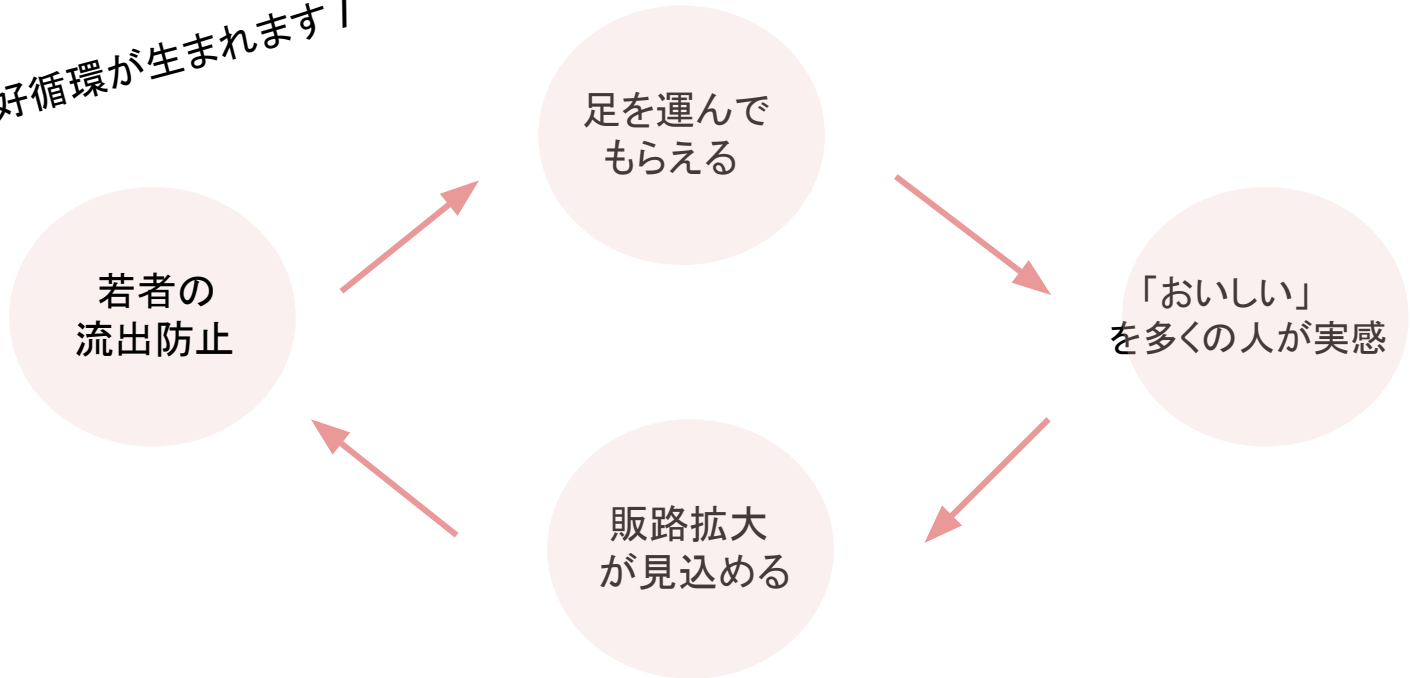 好循環が生まれます!
足を運んで
もらえる
「おいしい」
を多くの人が実感
販路拡大
が見込める
若者の
流出防止